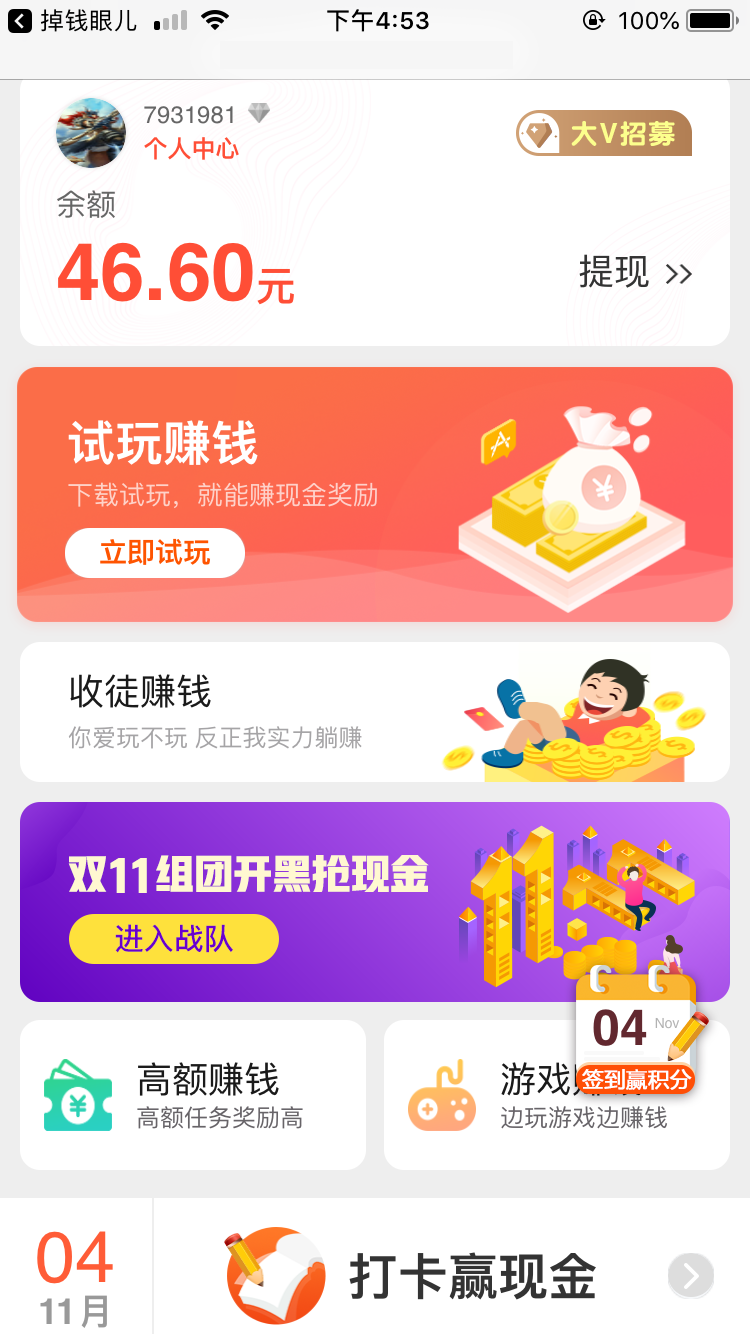 掉钱眼儿
下午4:53
100%
7931981
个人中心
大V招募
余额
46.60元
提现
试玩赚钱
下载试玩，就能赚现金奖励
立即试玩
收徒赚钱
你爱玩不玩 反正我实力躺赚
双11组团开黑抢现金
进入战队
04 Nov
签到赢积分
高额赚钱
高额任务奖励高
游戏
边玩游戏边赚钱
04
11月
打卡赢现金